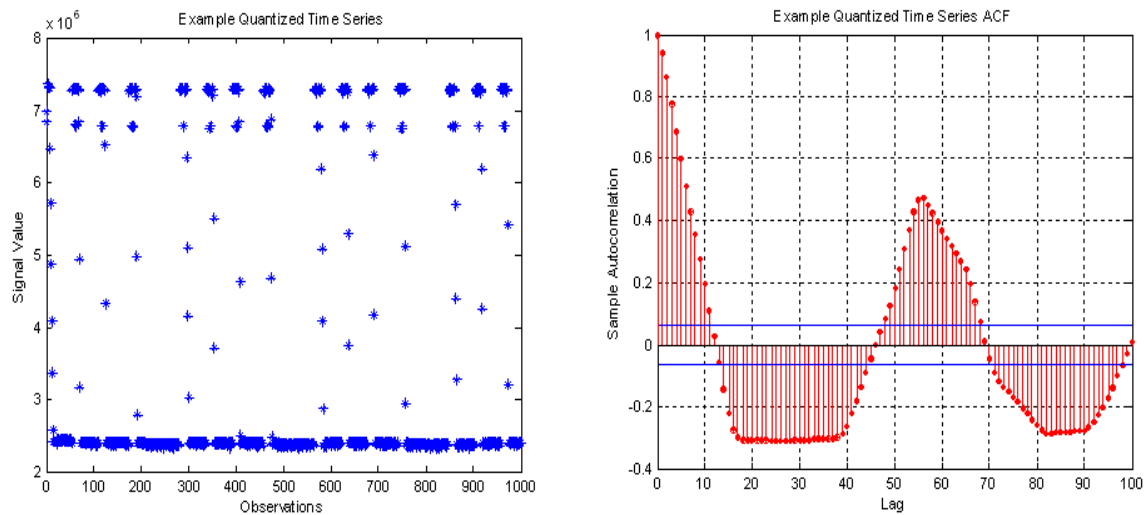 Example Quantized Time Series
x 10^6
8
7
6
5
4
3
2
0 100 200 300 400 500 600 700 800 900 1000
Signal Value
Observations
Example Quantized Time Series ACF
1
0.8
0.6
0.4
0.2
0
-0.2
-0.4
0 10 20 30 40 50 60 70 80 90 100
Sample Autocorrelation
Lag